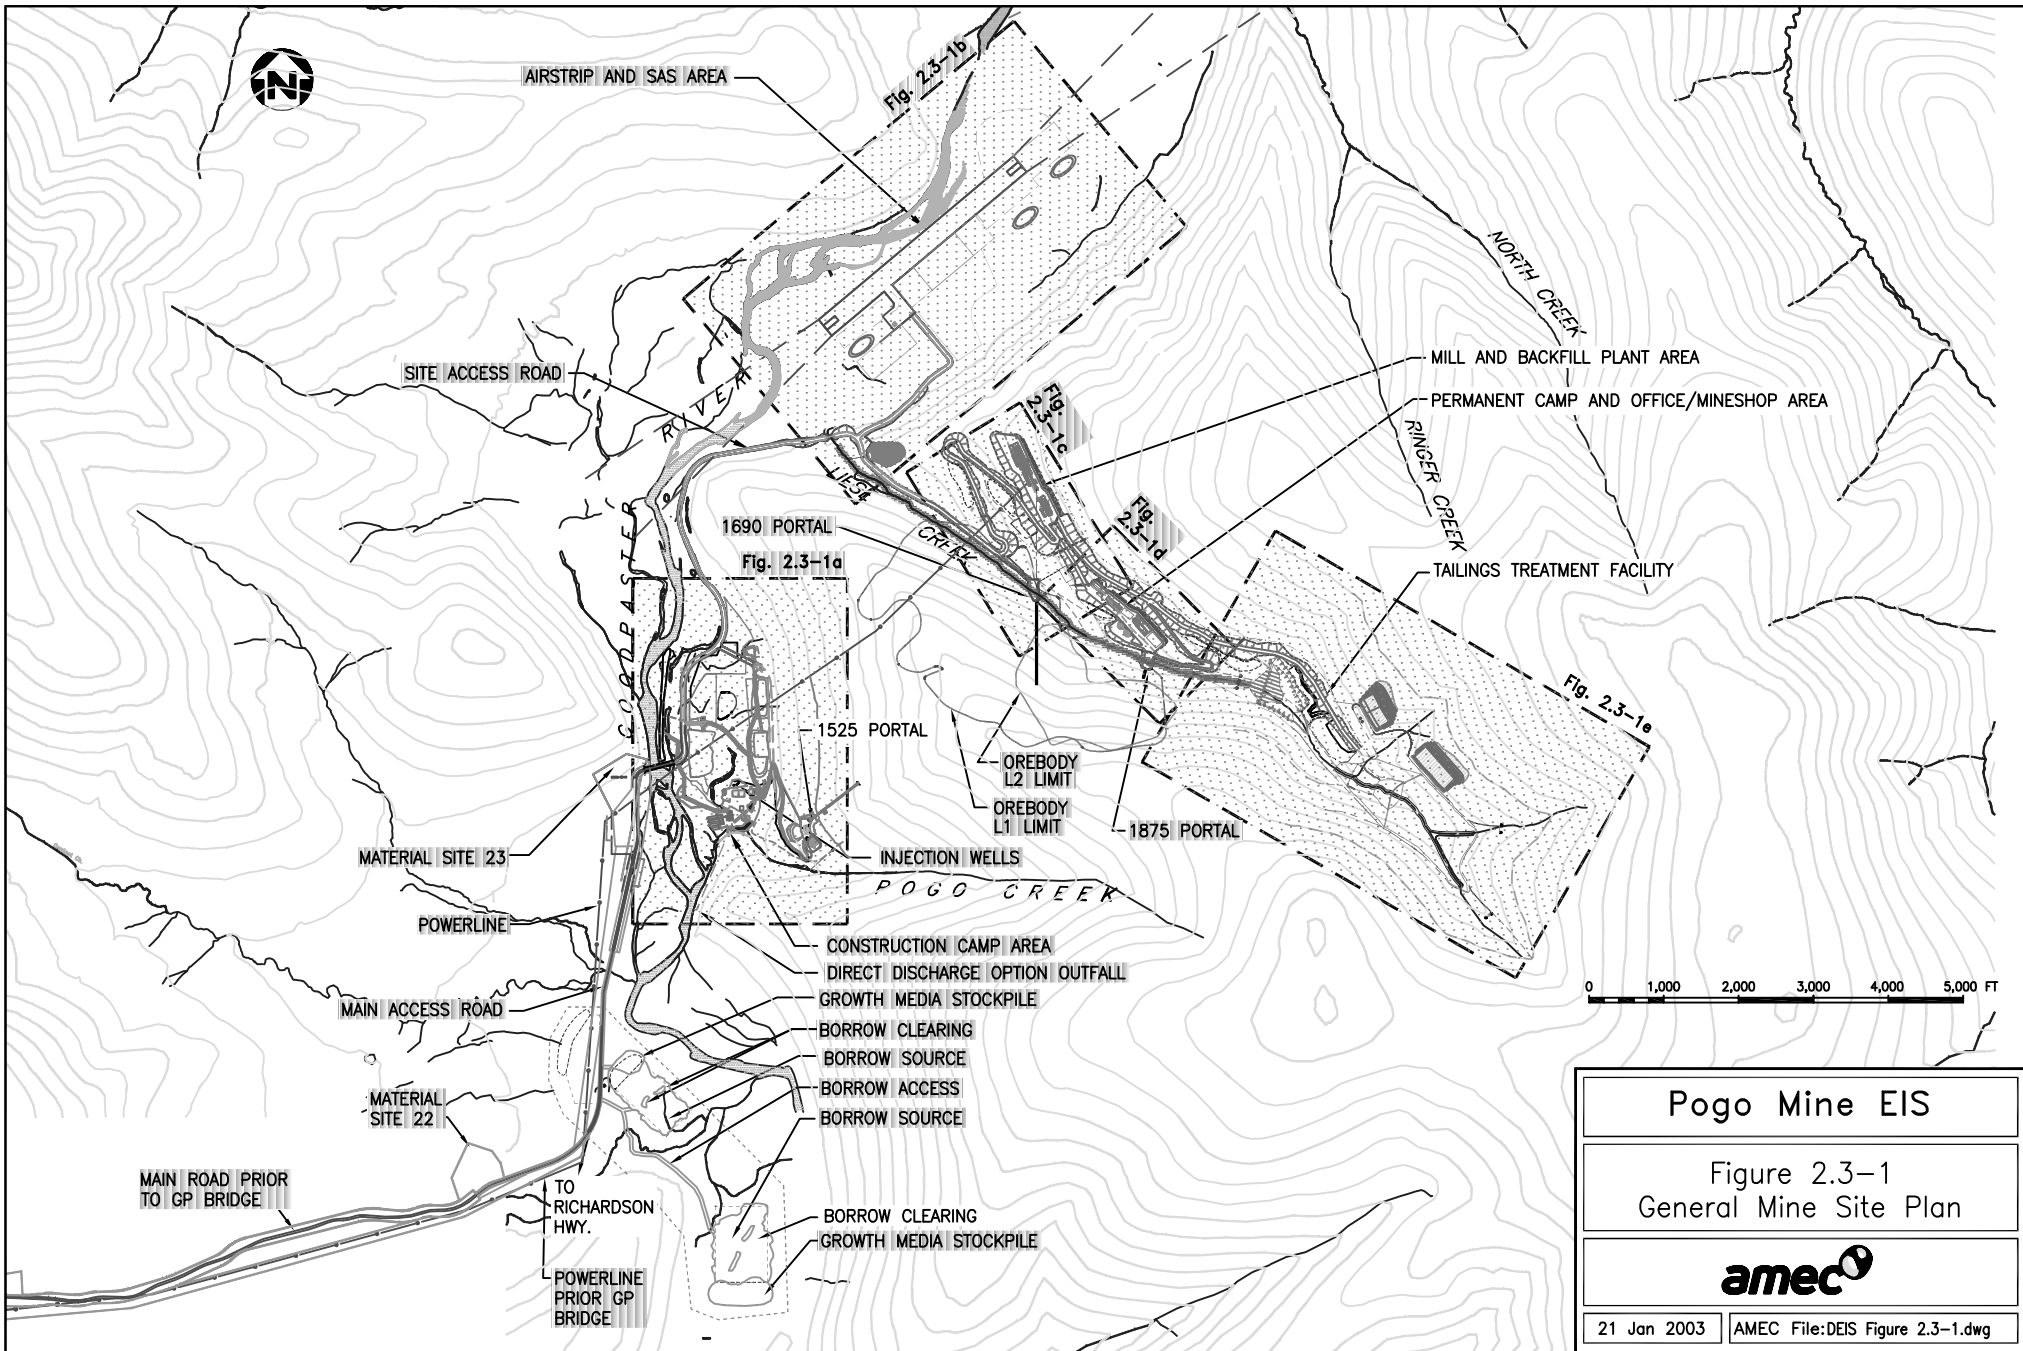 N
AIRSTRIP AND SAS AREA
Fig. 2.3-1b
NORTH CREEK
SITE ACCESS ROAD
RIVER
MILL AND BACKFILL PLANT AREA
Fig.
2.3-1c
PERMANENT CAMP AND OFFICE/MINESHOP AREA
RINGER CREEK
LIESE
CREEK
1690 PORTAL
Fig.
2.3-1d
Fig. 2.3-1a
GOODPASTER
TAILINGS TREATMENT FACILITY
Fig. 2.3-1e
1525 PORTAL
OREBODY
L2 LIMIT
OREBODY
L1 LIMIT
1875 PORTAL
MATERIAL SITE 23
INJECTION WELLS
POGO CREEK
POWERLINE
CONSTRUCTION CAMP AREA
DIRECT DISCHARGE OPTION OUTFALL
MAIN ACCESS ROAD
GROWTH MEDIA STOCKPILE
BORROW CLEARING
BORROW SOURCE
BORROW ACCESS
BORROW SOURCE
MATERIAL
SITE 22
MAIN ROAD PRIOR
TO GP BRIDGE
TO
RICHARDSON
HWY.
BORROW CLEARING
GROWTH MEDIA STOCKPILE
POWERLINE
PRIOR GP
BRIDGE
0 1,000 2,000 3,000 4,000 5,000 FT
Pogo Mine EIS
Figure 2.3-1
General Mine Site Plan
amec
21 Jan 2003
AMEC File:DEIS Figure 2.3-1.dwg